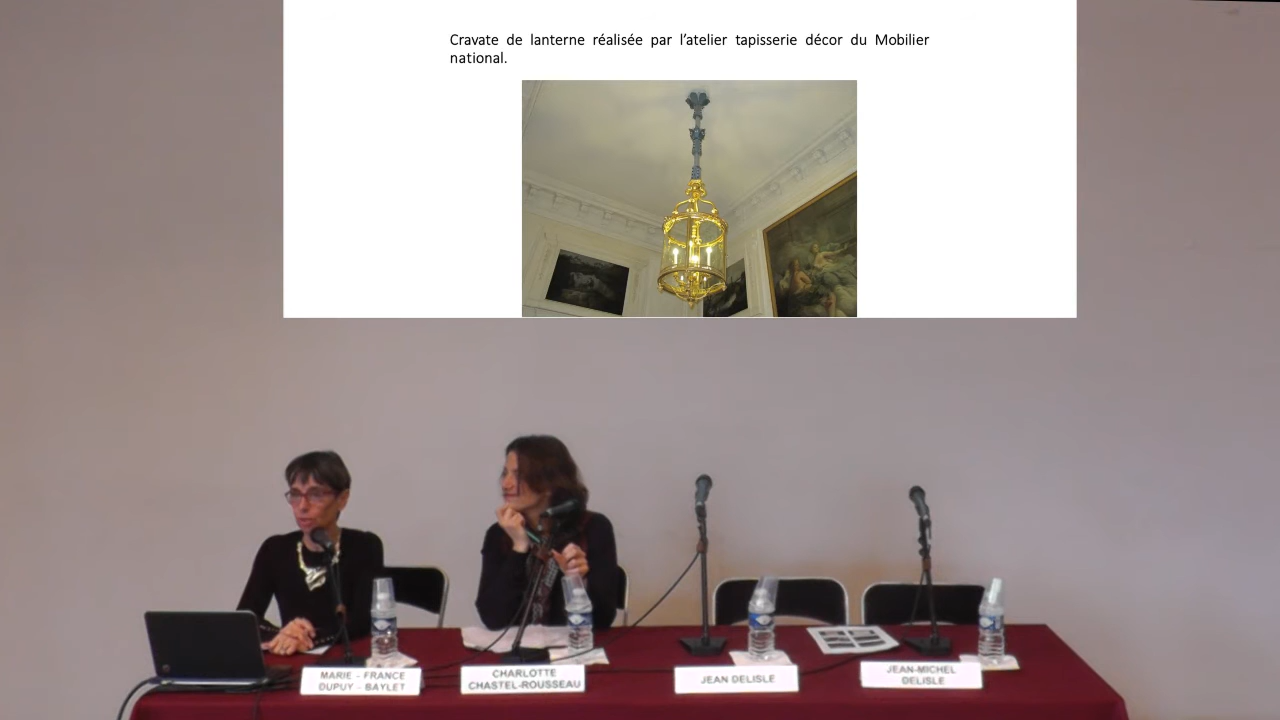 Cravate de lanterne réalisée par l'atelier tapisserie décor du Mobilier
national.
MARIE - FRANCE
DUPUY - BAYLET
CHARLOTTE
CHASTEL-ROUSSEAU
JEAN DELISLE
JEAN-MICHEL
DELISLE